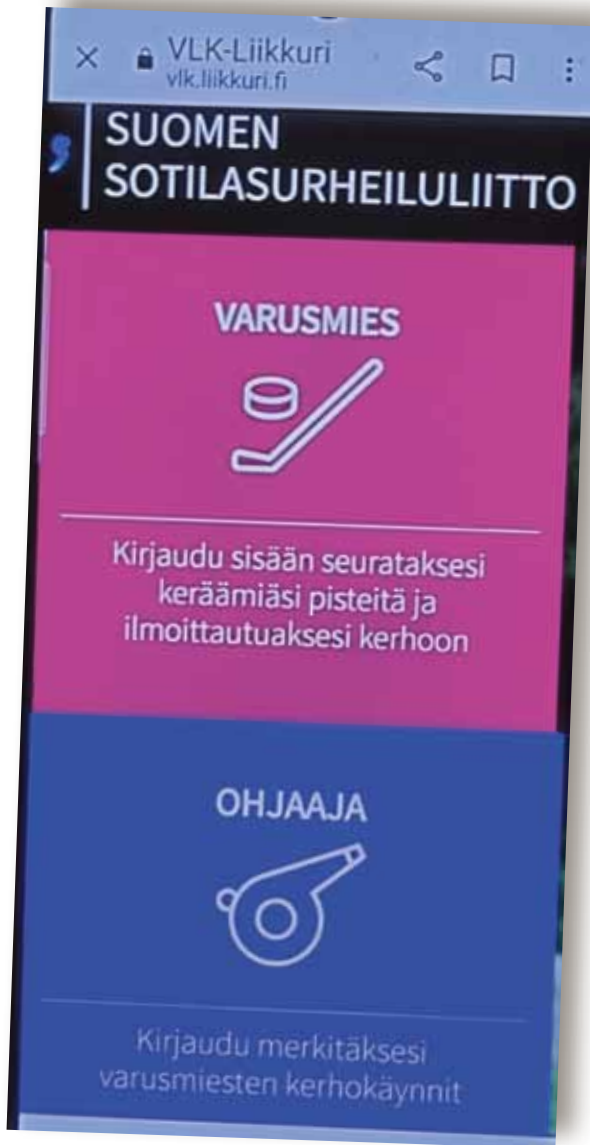 VLK-Liikkuri
vlk.liikkuri.fi
SUOMEN
SOTILASURHEILULIITTO
VARUSMIES
Kirjaudu sisään seurataksesi
keräämiäsi pisteitä ja
ilmoittautuaksesi kerhoon
OHJAAJA
Kirjaudu merkitäksesi
varusmiesten kerhokäynnit